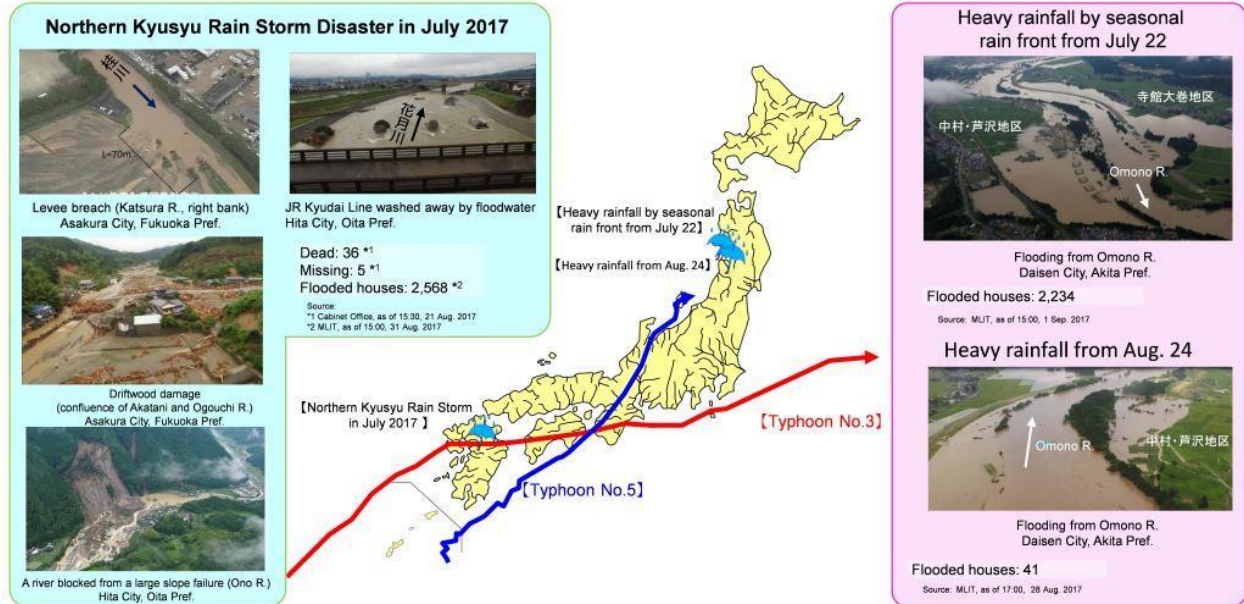 Northern Kyusyu Rain Storm Disaster in July 2017
桂川
L=70m
Levee breach (Katsura R., right bank)
Asakura City, Fukuoka Pref.
花月川
JR Kyudai Line washed away by floodwater
Hita City, Oita Pref.
Dead: 36 *1
Missing: 5 *1
Flooded houses: 2,568 *2
Source:
*1 Cabinet Office, as of 15:30, 21 Aug. 2017
*2 MLIT, as of 15:00, 31 Aug. 2017
Driftwood damage
(confluence of Akatani and Ogouchi R.)
Asakura City, Fukuoka Pref.
A river blocked from a large slope failure (Ono R.)
Hita City, Oita Pref.
【Heavy rainfall by seasonal
rain front from July 22】
【Heavy rainfall from Aug. 24】
【Northern Kyusyu Rain Storm
in July 2017 】
【Typhoon No.3】
【Typhoon No.5】
Heavy rainfall by seasonal
rain front from July 22
寺館大巻地区
中村・芦沢地区
Omono R.
Flooding from Omono R.
Daisen City, Akita Pref.
Flooded houses: 2,234
Source: MLIT, as of 15:00, 1 Sep. 2017
Heavy rainfall from Aug. 24
Omono R.
中村・芦沢地区
Flooding from Omono R.
Daisen City, Akita Pref.
Flooded houses: 41
Source: MLIT, as of 17:00, 28 Aug. 2017